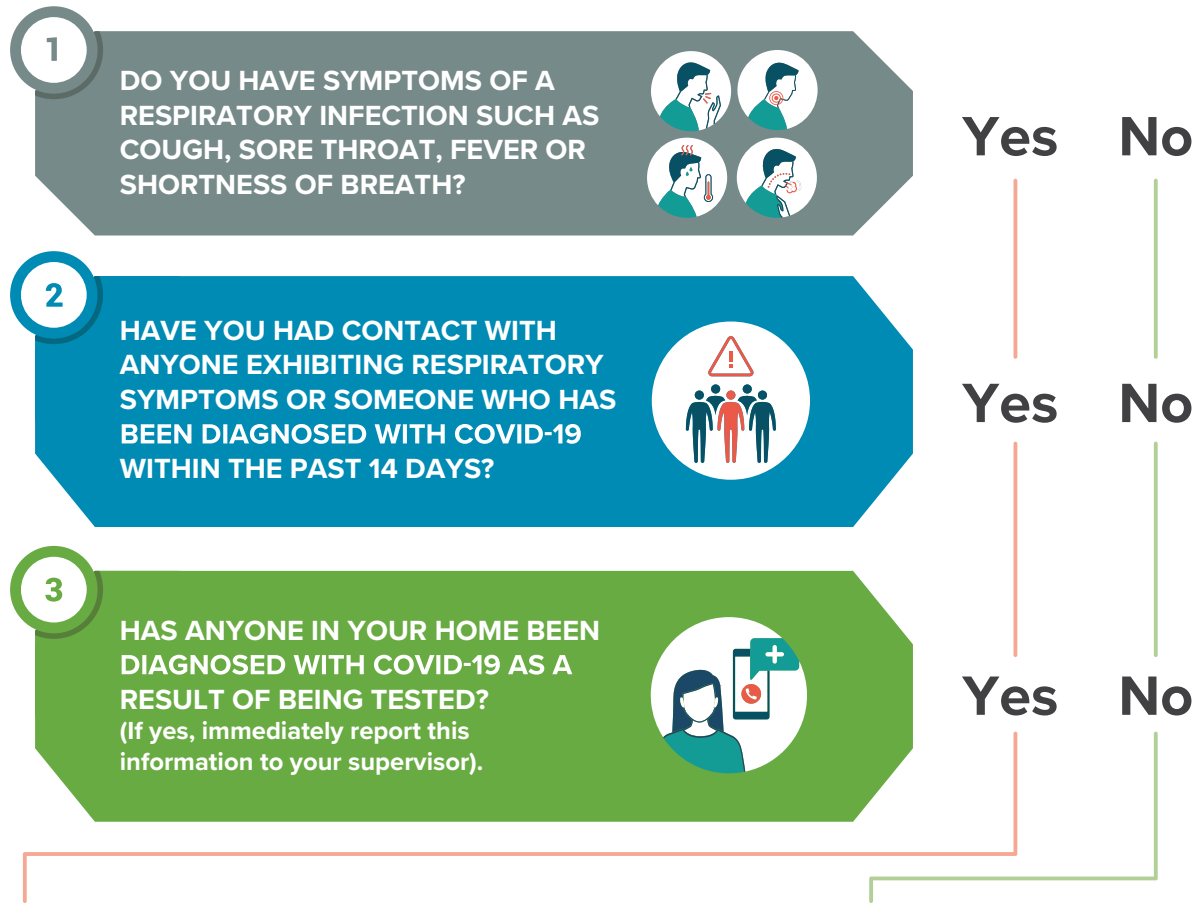 1
DO YOU HAVE SYMPTOMS OF A
RESPIRATORY INFECTION SUCH AS
COUGH, SORE THROAT, FEVER OR
SHORTNESS OF BREATH?
Yes No
2
HAVE YOU HAD CONTACT WITH
ANYONE EXHIBITING RESPIRATORY
SYMPTOMS OR SOMEONE WHO HAS
BEEN DIAGNOSED WITH COVID-19
WITHIN THE PAST 14 DAYS?
Yes No
3
HAS ANYONE IN YOUR HOME BEEN
DIAGNOSED WITH COVID-19 AS A
RESULT OF BEING TESTED?
(If yes, immediately report this
information to your supervisor).
Yes No